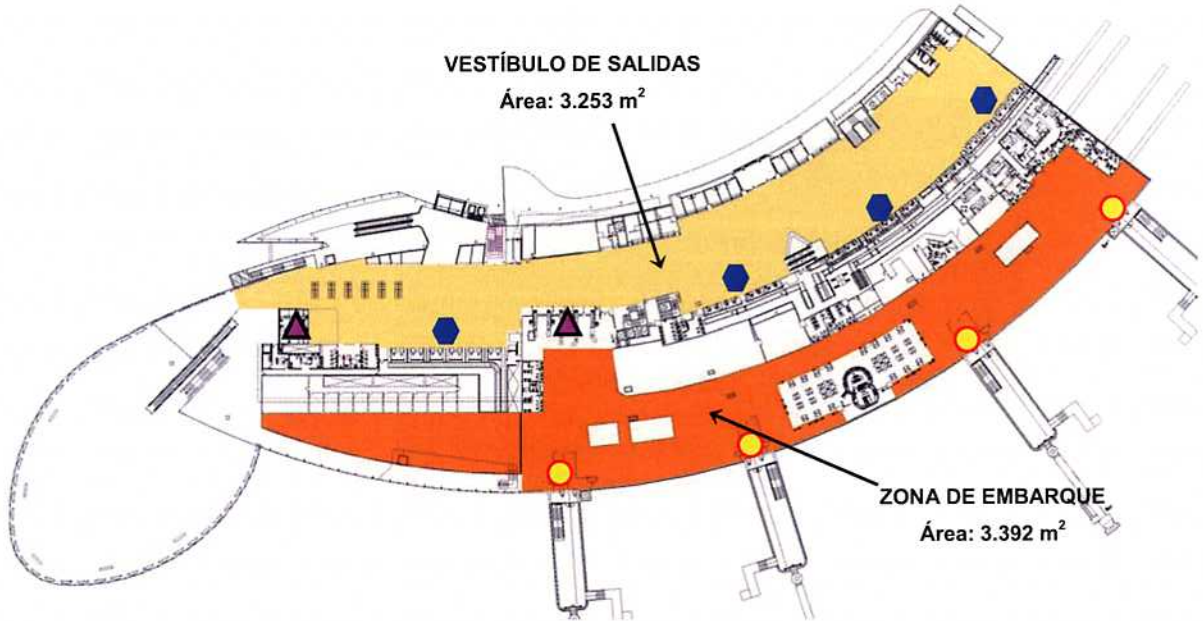 VESTÍBULO DE SALIDAS
Área: 3.253 m²
ZONA DE EMBARQUE
Área: 3.392 m²